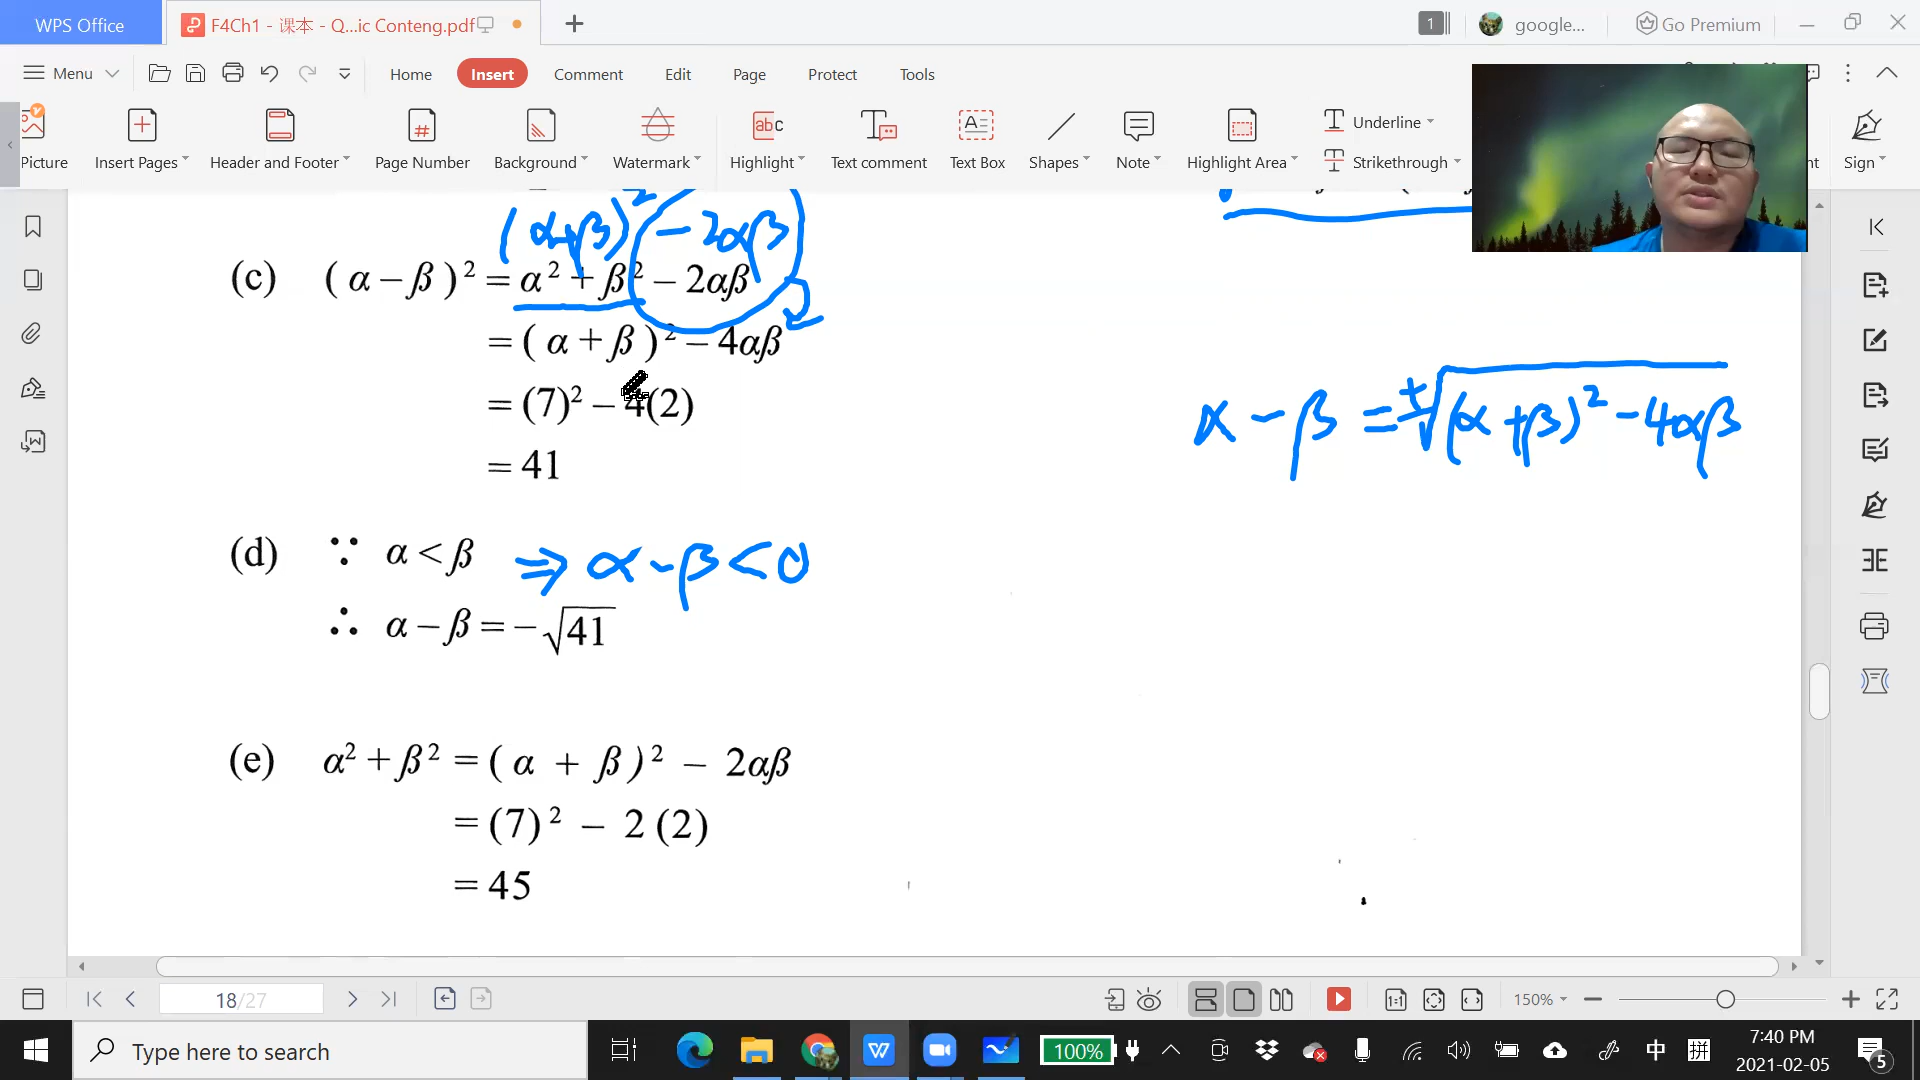 WPS Office
F4Ch1 - 课本 - Q...ic Conteng.pdf
1
google...
Go Premium
Menu
Home
Insert
Comment
Edit
Page
Protect
Tools
Picture
Insert Pages
Header and Footer
Page Number
Background
Watermark
Highlight
Text comment
Text Box
Shapes
Note
Highlight Area
Underline
Strikethrough
Sign
(α+β)² - 2αβ
(c) (α − β)² = α² + β² − 2αβ
= (α + β)² − 4αβ
= (7)² − 4(2)
= 41
α - β = ±√(α+β)² - 4αβ
(d) ∵ α < β ⇒ α - β < 0
∴ α − β = −√41
(e) α² + β² = (α + β)² − 2αβ
= (7)² − 2 (2)
= 45
18/27
150%
Type here to search
100%
中
拼
7:40 PM
2021-02-05
5